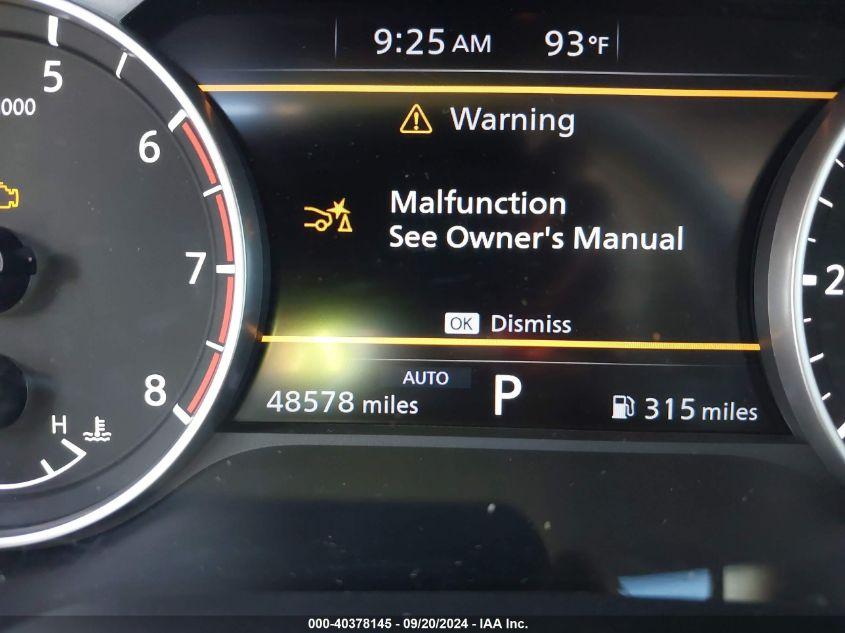 9:25 AM 93°F
5
000
6
7
8
H
Warning
Malfunction
See Owner's Manual
OK Dismiss
AUTO
48578 miles P 315 miles
2
000-40378145 - 09/20/2024 - IAA Inc.